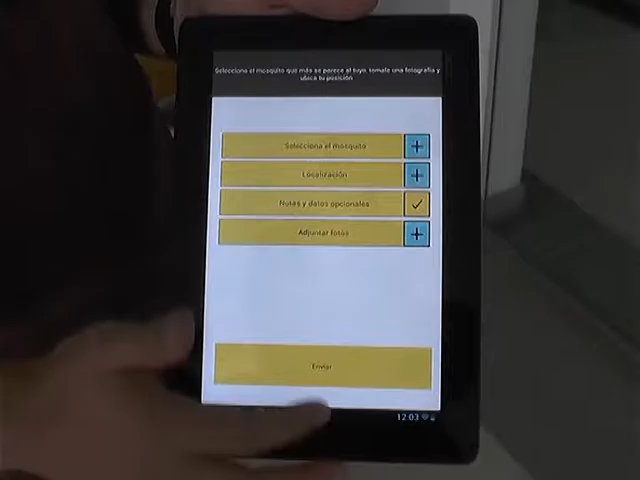 Selecciona el mosquito que más se parece al tuyo, tomale una fotografía y
ubica tu posición
Selecciona el mosquito
Localización
Notas y datos opcionales
Adjuntar fotos
Enviar
12:03